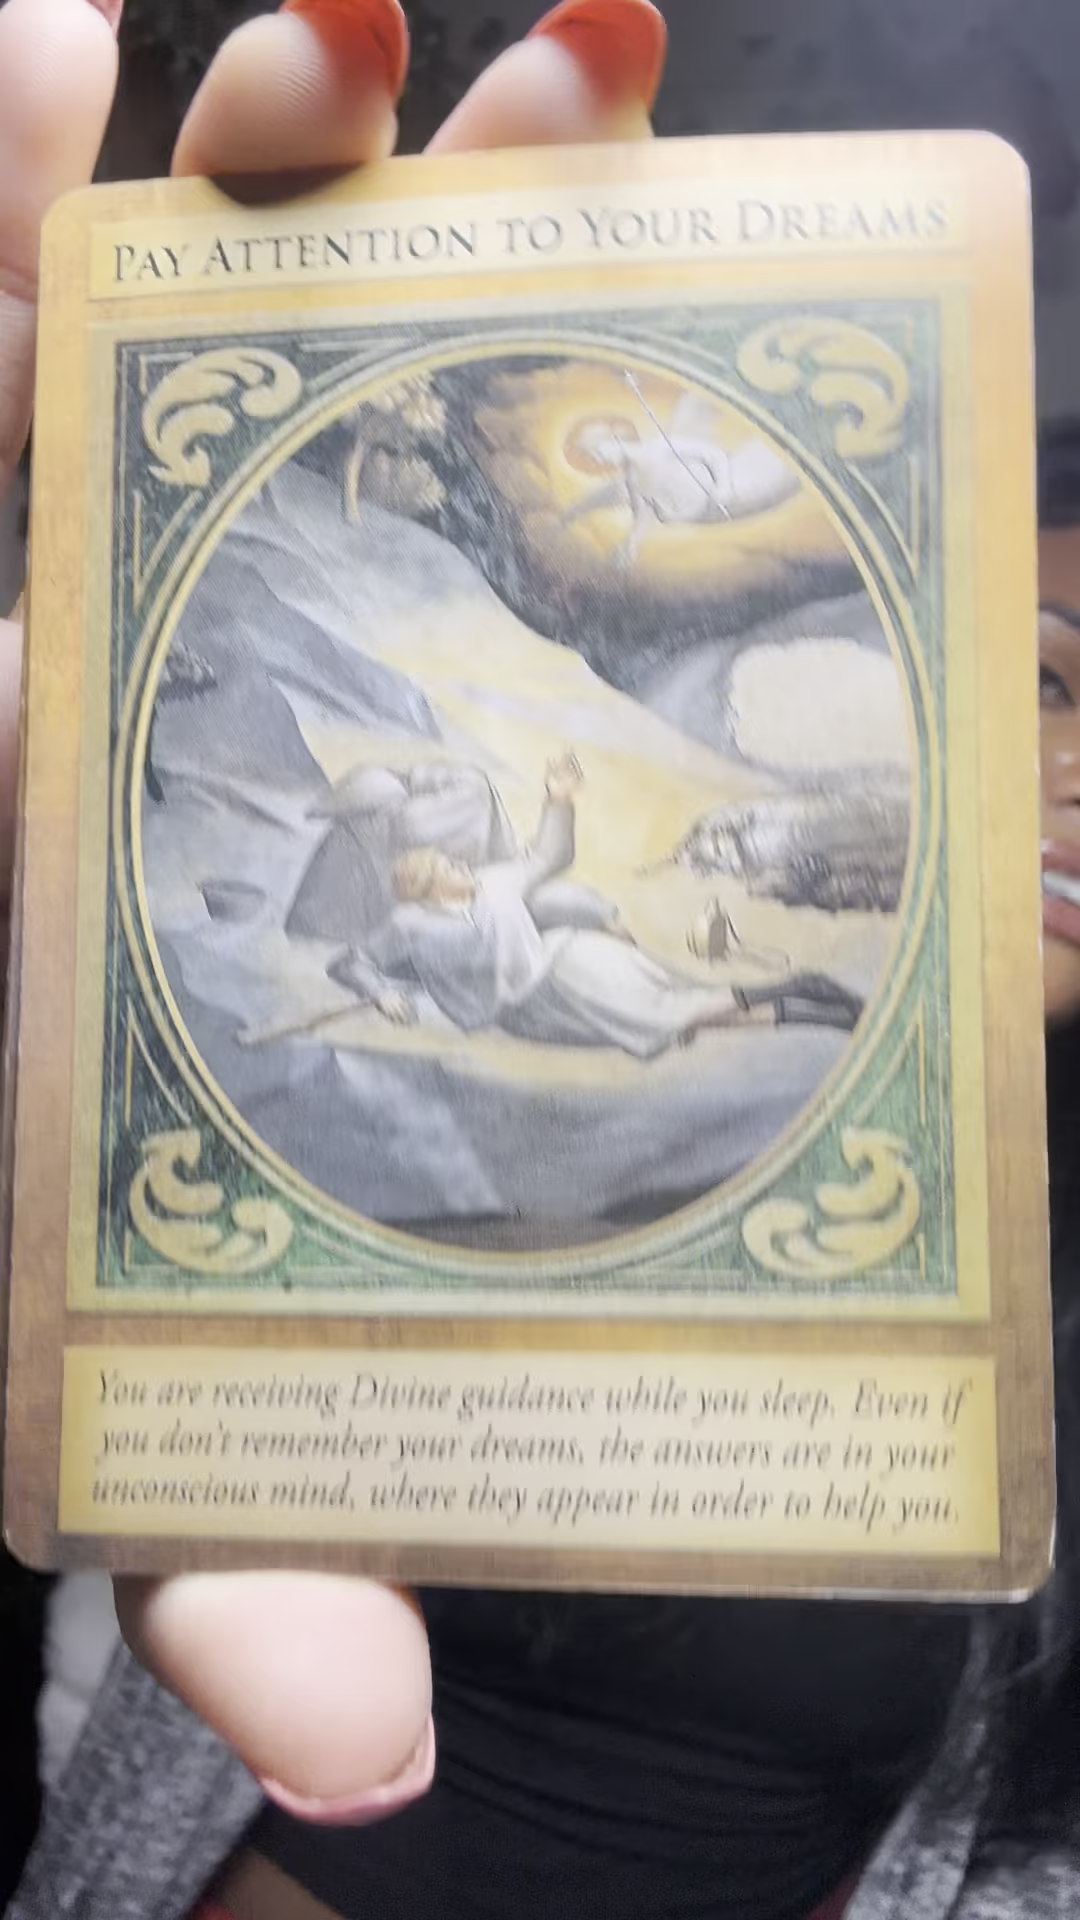 PAY ATTENTION TO YOUR DREAMS
You are receiving Divine guidance while you sleep. Even if
you don't remember your dreams, the answers are in your
unconscious mind, where they appear in order to help you.